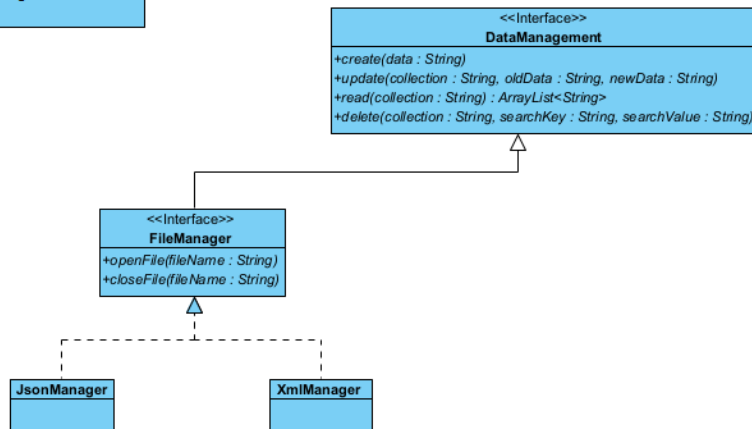 <<Interface>>
DataManagement
+create(data : String)
+update(collection : String, oldData : String, newData : String)
+read(collection : String) : ArrayList<String>
+delete(collection : String, searchKey : String, searchValue : String)
<<Interface>>
FileManager
+openFile(fileName : String)
+closeFile(fileName : String)
JsonManager
XmlManager